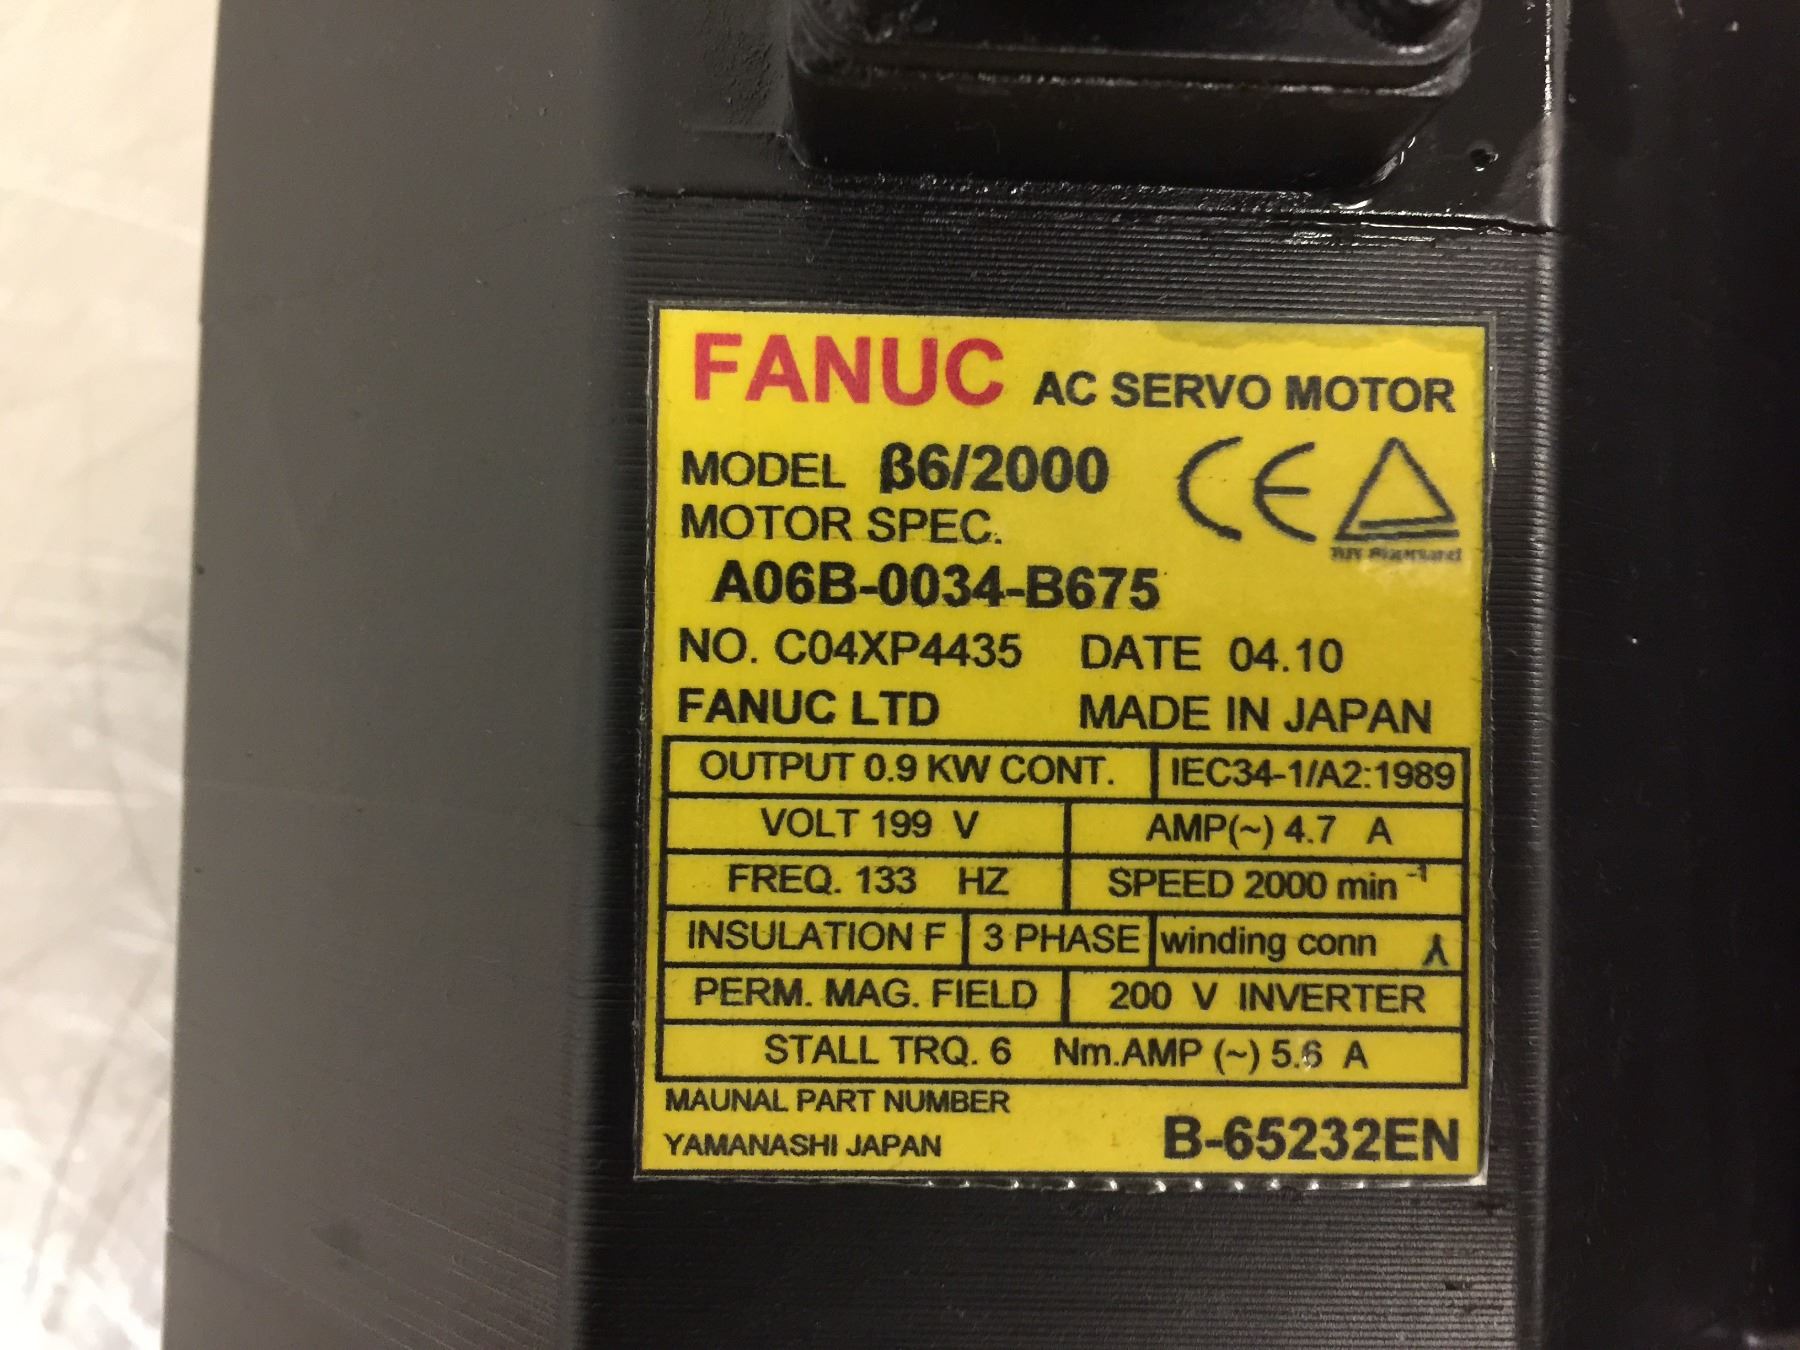 FANUC AC SERVO MOTOR
MODEL β6/2000
MOTOR SPEC.
A06B-0034-B675
NO. C04XP4435 DATE 04.10
FANUC LTD MADE IN JAPAN
OUTPUT 0.9 KW CONT. IEC34-1/A2:1989
VOLT 199 V AMP(~) 4.7 A
FREQ. 133 HZ SPEED 2000 min⁻¹
INSULATION F 3 PHASE winding conn
PERM. MAG. FIELD 200 V INVERTER
STALL TRQ. 6 Nm.AMP (~) 5.6 A
MAUNAL PART NUMBER
YAMANASHI JAPAN B-65232EN